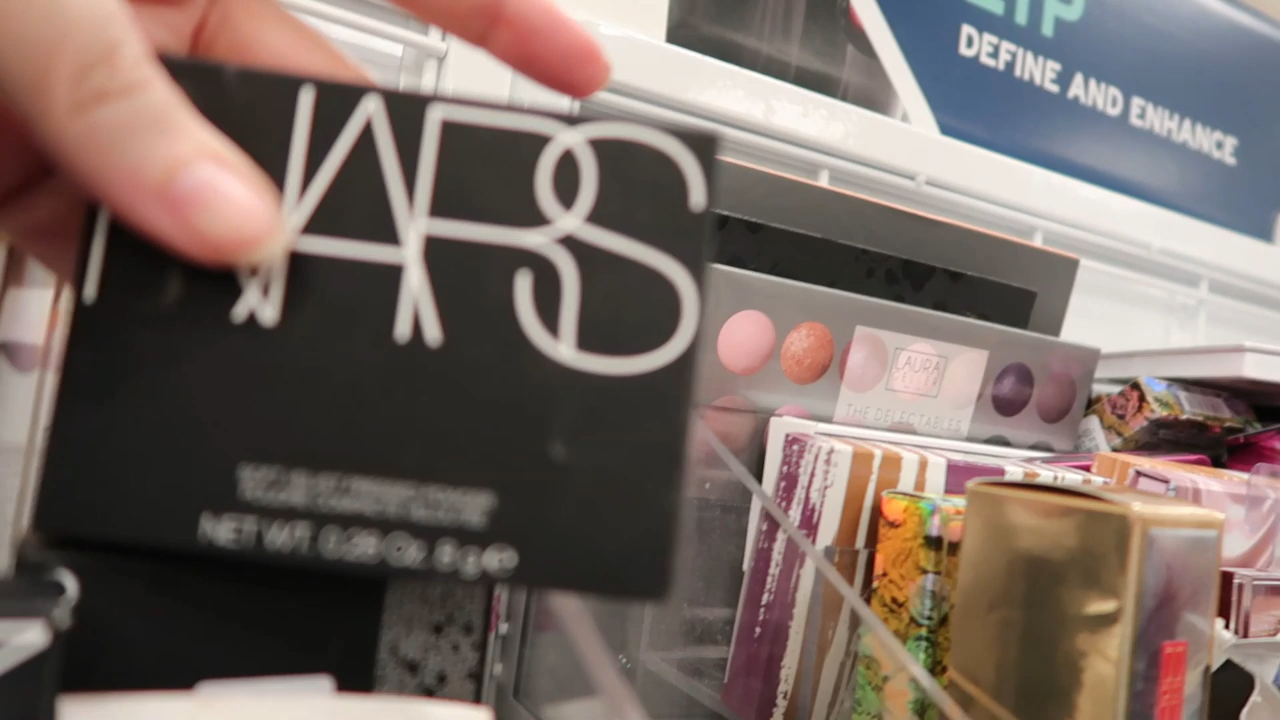 NARS
NET WT. 0.28 Oz. 8 g e
DEFINE AND ENHANCE
LAURA
GELLER
THE DELECTABLES